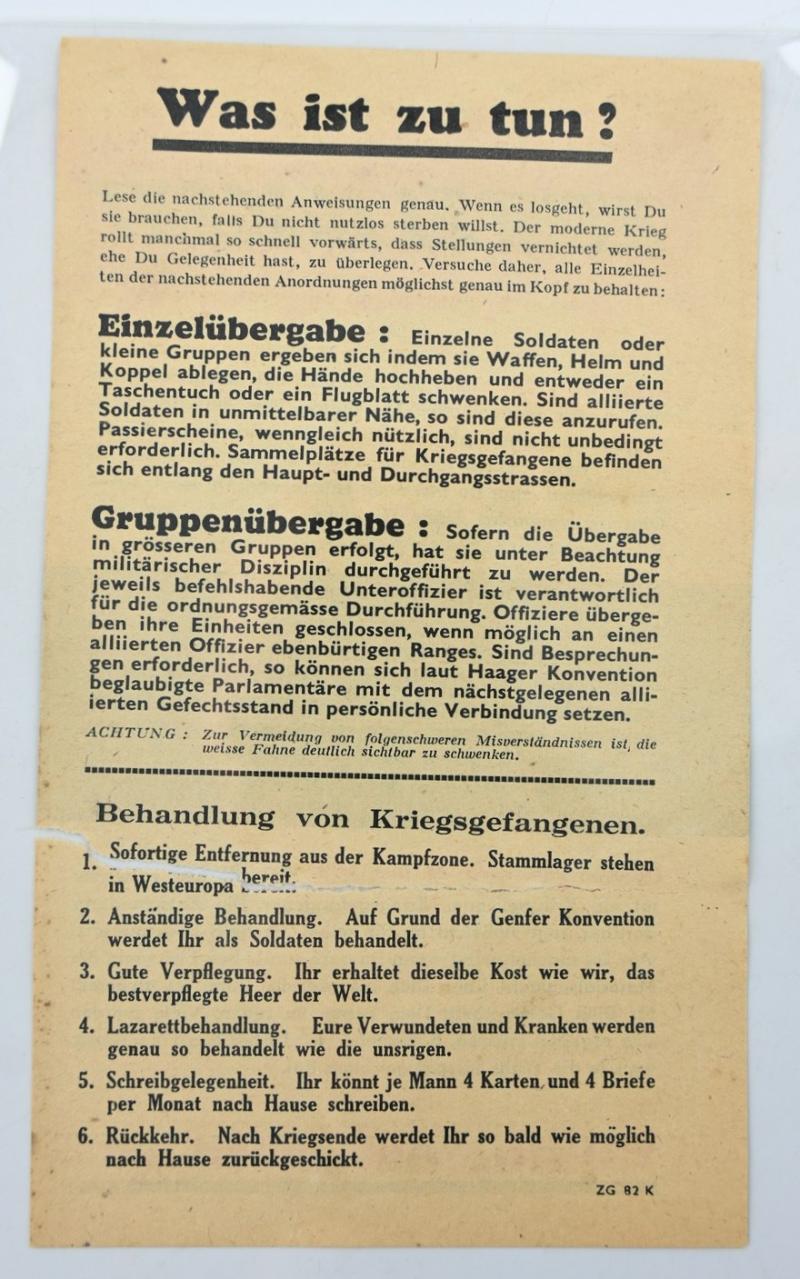 Was ist zu tun?
Lese die nachstehenden Anweisungen genau. Wenn es losgeht, wirst Du
sie brauchen, falls Du nicht nutzlos sterben willst. Der moderne Krieg
rollt manchmal so schnell vorwärts, dass Stellungen vernichtet werden,
ehe Du Gelegenheit hast, zu überlegen. Versuche daher, alle Einzelhei-
ten der nachstehenden Anordnungen möglichst genau im Kopf zu behalten:
Einzelübergabe : Einzelne Soldaten oder
kleine Gruppen ergeben sich indem sie Waffen, Helm und
Koppel ablegen, die Hände hochheben und entweder ein
Taschentuch oder ein Flugblatt schwenken. Sind alliierte
Soldaten in unmittelbarer Nähe, so sind diese anzurufen.
Passierscheine, wenngleich nützlich, sind nicht unbedingt
erforderlich. Sammelplätze für Kriegsgefangene befinden
sich entlang den Haupt- und Durchgangsstrassen.
Gruppenübergabe : Sofern die Übergabe
in grösseren Gruppen erfolgt, hat sie unter Beachtung
militärischer Disziplin durchgeführt zu werden. Der
jeweils befehlshabende Unteroffizier ist verantwortlich
für die ordnungsgemässe Durchführung. Offiziere überge-
ben ihre Einheiten geschlossen, wenn möglich an einen
alliierten Offizier ebenbürtigen Ranges. Sind Besprechun-
gen erforderlich, so können sich laut Haager Konvention
beglaubigte Parlamentäre mit dem nächstgelegenen alli-
ierten Gefechtsstand in persönliche Verbindung setzen.
ACHTUNG : Zur Vermeidung von folgenschweren Misverständnissen ist die
weisse Fahne deutlich sichtbar zu schwenken.
Behandlung von Kriegsgefangenen.
1. Sofortige Entfernung aus der Kampfzone. Stammlager stehen
in Westeuropa bereit.
2. Anständige Behandlung. Auf Grund der Genfer Konvention
werdet Ihr als Soldaten behandelt.
3. Gute Verpflegung. Ihr erhaltet dieselbe Kost wie wir, das
bestverpflegte Heer der Welt.
4. Lazarettbehandlung. Eure Verwundeten und Kranken werden
genau so behandelt wie die unsrigen.
5. Schreibgelegenheit. Ihr könnt je Mann 4 Karten und 4 Briefe
per Monat nach Hause schreiben.
6. Rückkehr. Nach Kriegsende werdet Ihr so bald wie möglich
nach Hause zurückgeschickt.
ZG 82 K